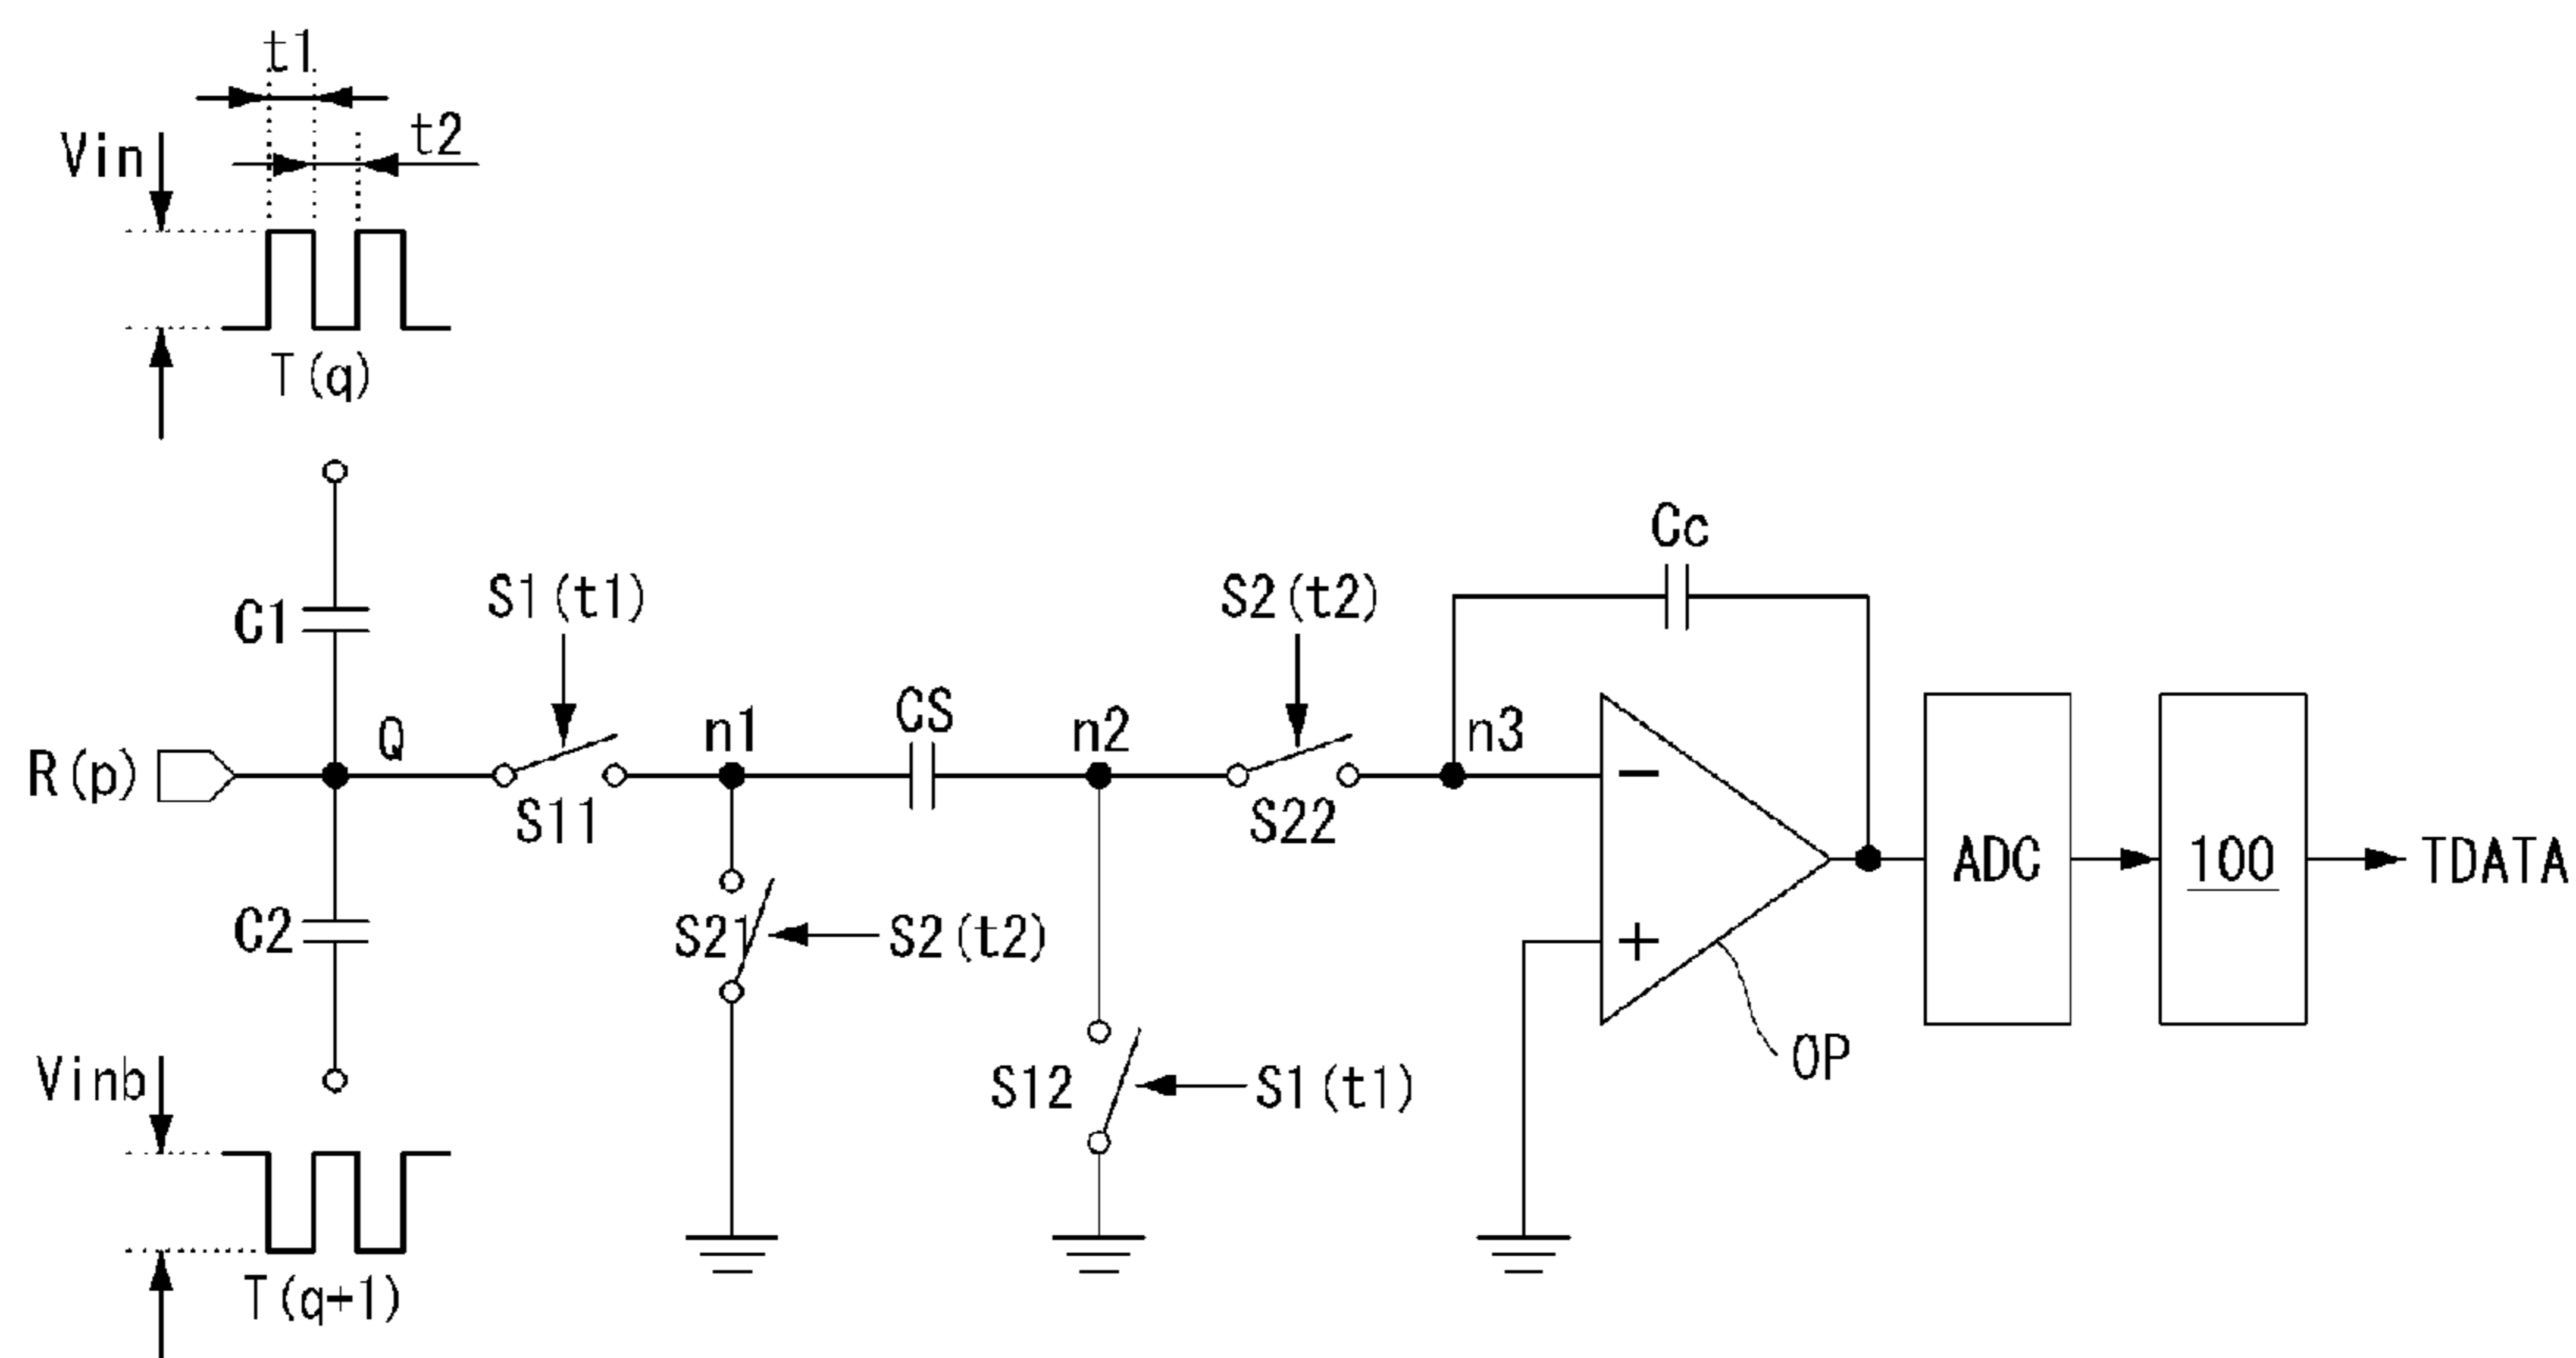 t1
t2
Vin
T(q)
Cc
S1(t1)
S2(t2)
C1
CS
Q
n1
n2
n3
R(p)
S11
S22
−
ADC
100
TDATA
C2
S21
S2(t2)
+
OP
Vinb
S12
S1(t1)
T(q+1)